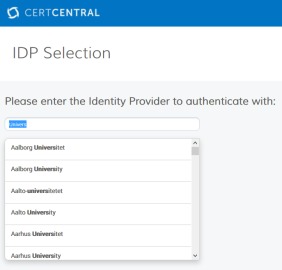 CERTCENTRAL
IDP Selection
Please enter the Identity Provider to authenticate with:
Aalborg Universitet
Aalborg University
Aalto-universitetet
Aalto University
Aarhus Universitet
Aarhus University